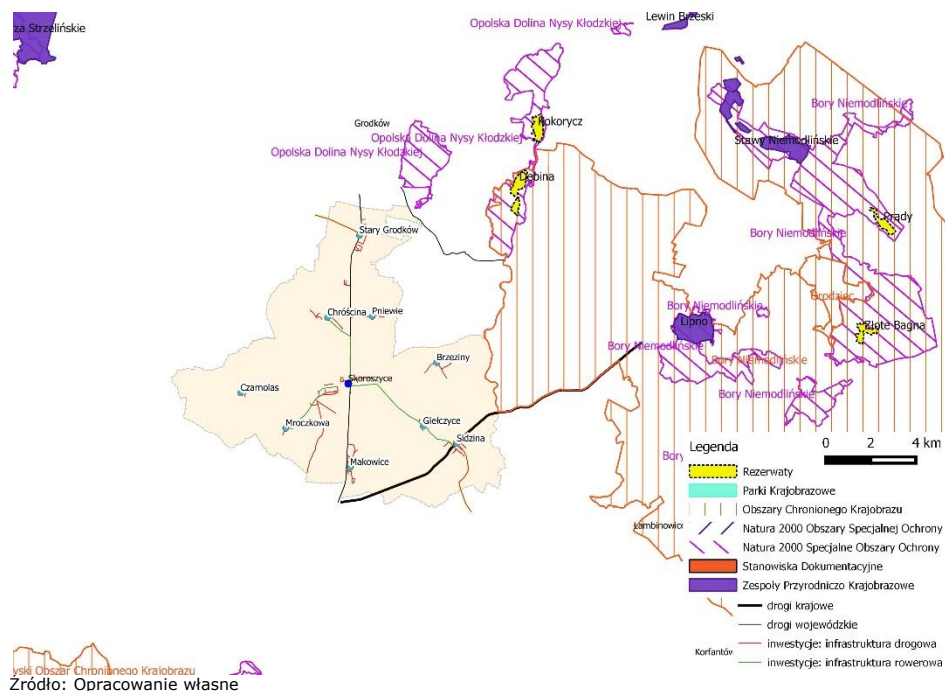 Lewin Brzeski
Opolska Dolina Nysy Kłodzkiej
za Strzelińskie
Bory Niemodlińskie
Grodków
Kokorycz
Opolska Dolina Nysy Kłodzkiej
Stawy Niemodlińskie
Opolska Dolina Nysy Kłodzkiej
Dębina
Prądy
Stary Grodków
Bory Niemodlińskie
Grodziec
Bory Niemodlińskie
Chróścina
Pniewie
Lipno
Złote Bagna
Bory Niemodlińskie
Bory Niemodlińskie
Brzeziny
Skoroszyce
Czarnolas
Bory Niemodlińskie
Giełczyce
Mroczkowa
Sidzina
Makowice
Bory
Legenda
0 2 4 km
Rezerwaty
Parki Krajobrazowe
Obszary Chronionego Krajobrazu
Łambinowice
Natura 2000 Obszary Specjalnej Ochrony
Natura 2000 Specjalne Obszary Ochrony
Stanowiska Dokumentacyjne
Zespoły Przyrodniczo Krajobrazowe
drogi krajowe
drogi wojewódzkie
inwestycje: infrastruktura drogowa
Korfantów
inwestycje: infrastruktura rowerowa
yski Obszar Chronionego Krajobrazu
Źródło: Opracowanie własne